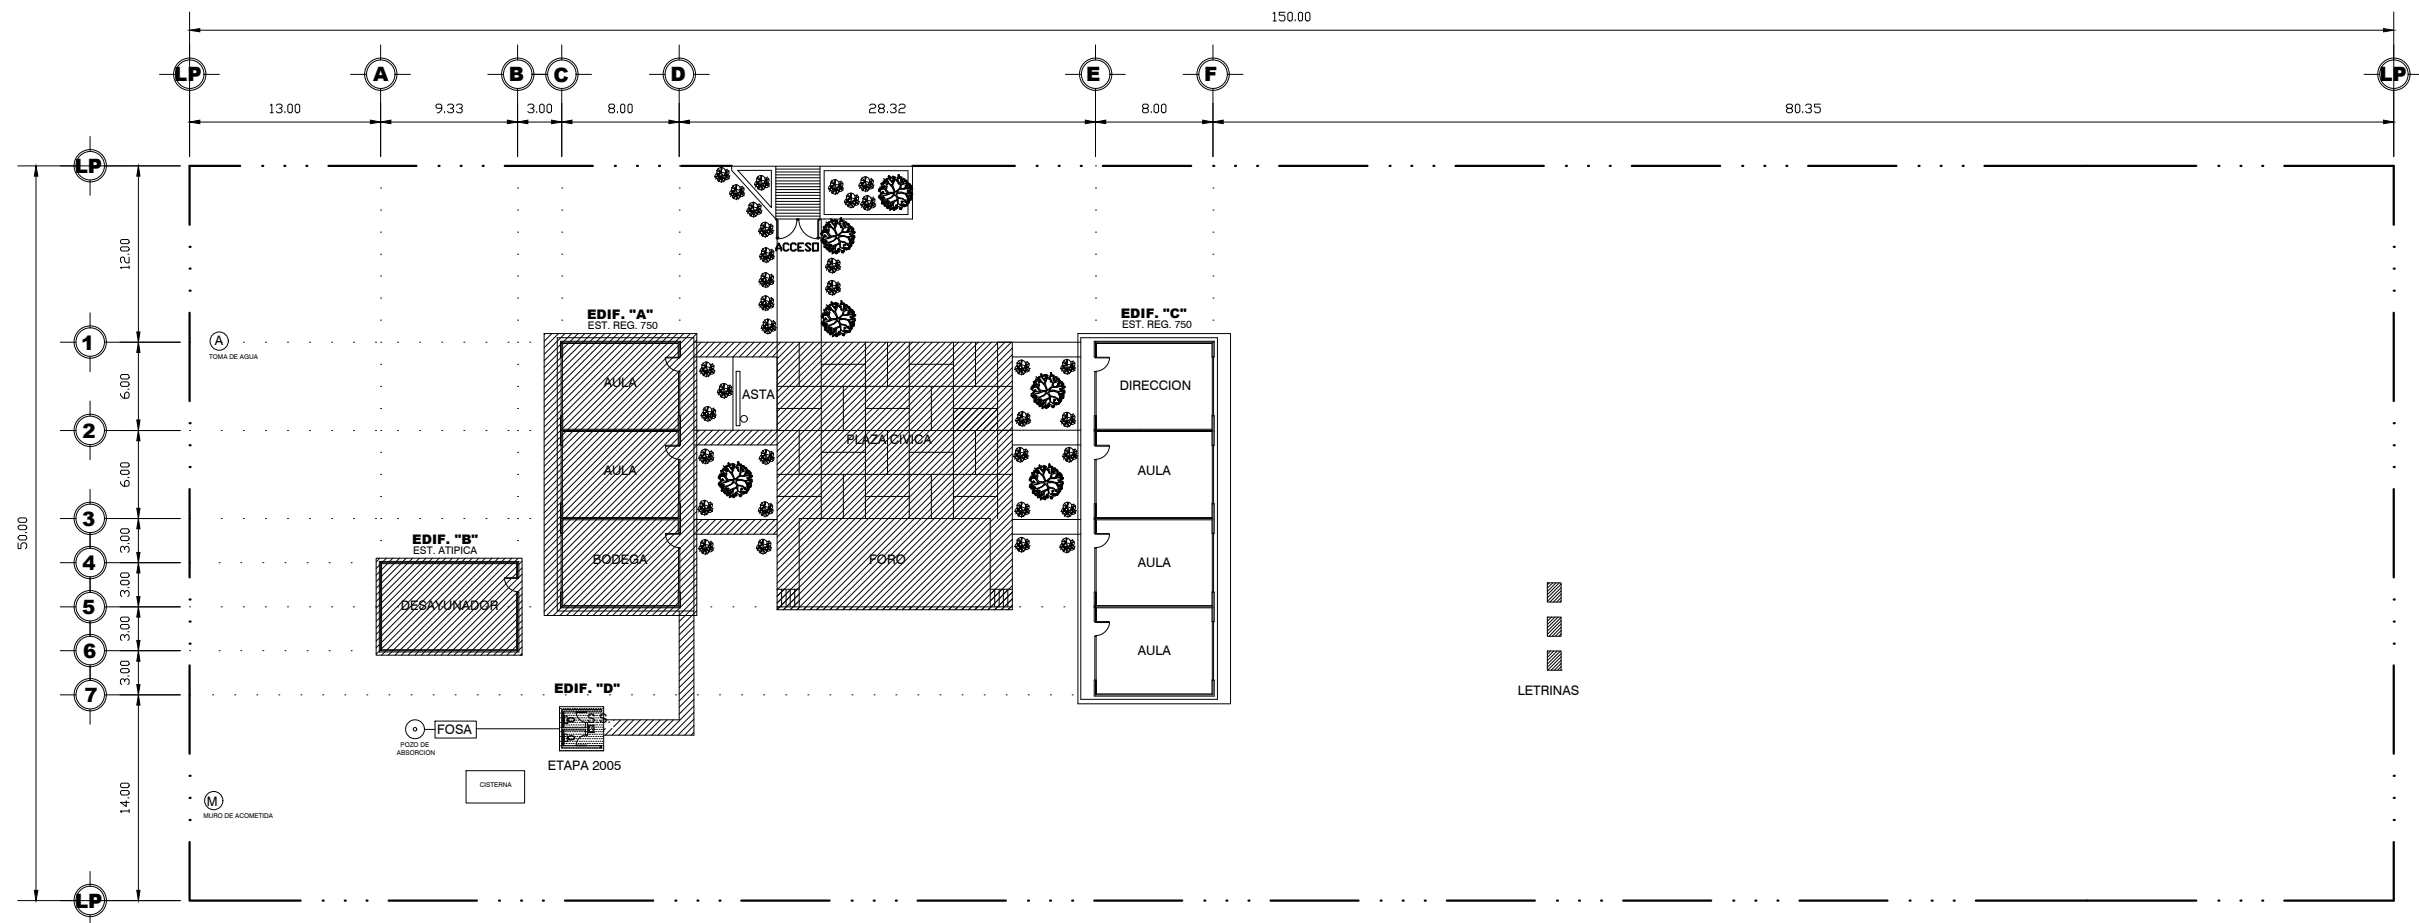 150.00
LP A B C D E F LP
13.00 9.33 3.00 8.00 28.32 8.00 80.35
LP
12.00
ACCESO
EDIF. "A"
EST. REG. 750
EDIF. "C"
EST. REG. 750
1
A
TOMA DE AGUA
6.00
AULA
ASTA
DIRECCION
2
PLAZA CIVICA
6.00
AULA
AULA
3
50.00
3.00
EDIF. "B"
EST. ATIPICA
4
BODEGA
FORO
AULA
3.00
5
DESAYUNADOR
3.00
6
AULA
3.00
7
EDIF. "D"
LETRINAS
S.S.
FOSA
POZO DE
ABSORCION
ETAPA 2005
CISTERNA
14.00
M
MURO DE ACOMETIDA
LP